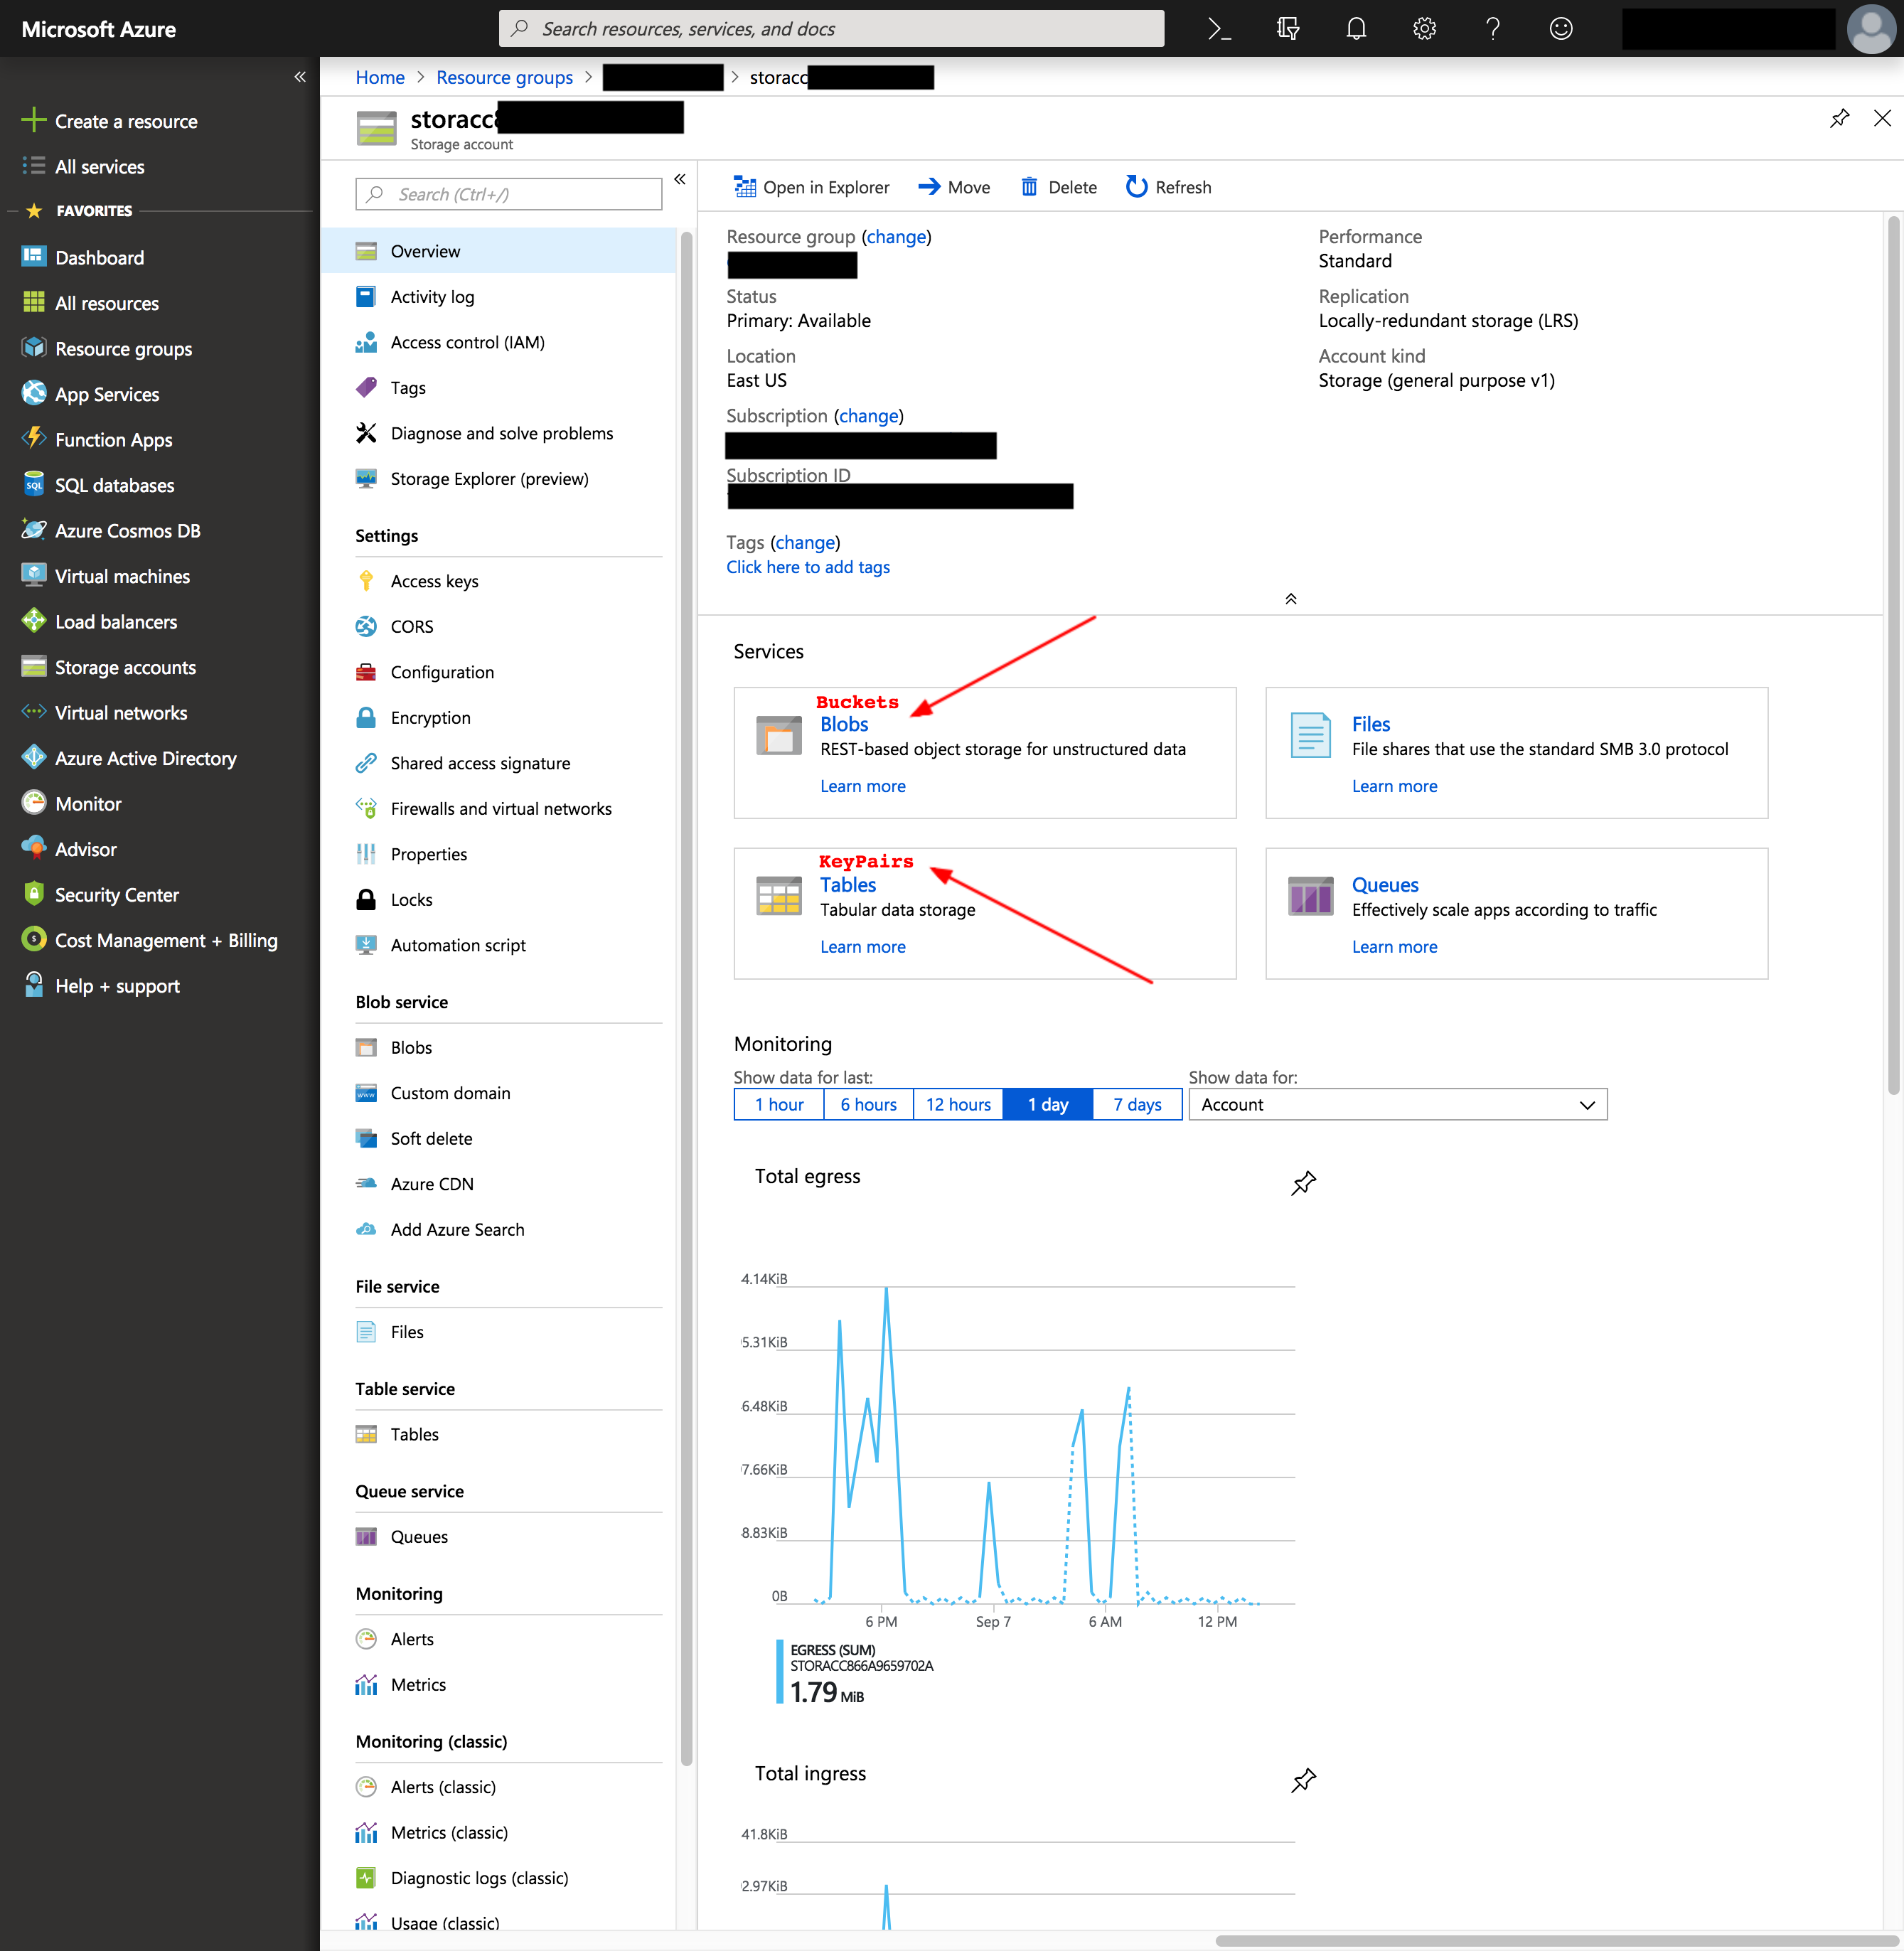 Microsoft Azure
Search resources, services, and docs
Home > Resource groups > > storacc
Create a resource
All services
FAVORITES
Dashboard
All resources
Resource groups
App Services
Function Apps
SQL databases
Azure Cosmos DB
Virtual machines
Load balancers
Storage accounts
Virtual networks
Azure Active Directory
Monitor
Advisor
Security Center
Cost Management + Billing
Help + support
storacc
Storage account
Search (Ctrl+/)
Overview
Activity log
Access control (IAM)
Tags
Diagnose and solve problems
Storage Explorer (preview)
Settings
Access keys
CORS
Configuration
Encryption
Shared access signature
Firewalls and virtual networks
Properties
Locks
Automation script
Blob service
Blobs
Custom domain
Soft delete
Azure CDN
Add Azure Search
File service
Files
Table service
Tables
Queue service
Queues
Monitoring
Alerts
Metrics
Monitoring (classic)
Alerts (classic)
Metrics (classic)
Diagnostic logs (classic)
Usage (classic)
Open in Explorer Move Delete Refresh
Resource group (change)
Status
Primary: Available
Location
East US
Subscription (change)
Subscription ID
Tags (change)
Click here to add tags
Performance
Standard
Replication
Locally-redundant storage (LRS)
Account kind
Storage (general purpose v1)
Services
Buckets
Blobs
REST-based object storage for unstructured data
Learn more
Files
File shares that use the standard SMB 3.0 protocol
Learn more
KeyPairs
Tables
Tabular data storage
Learn more
Queues
Effectively scale apps according to traffic
Learn more
Monitoring
Show data for last: Show data for:
1 hour 6 hours 12 hours 1 day 7 days Account
Total egress
4.14KiB
5.31KiB
6.48KiB
7.66KiB
8.83KiB
0B
6 PM Sep 7 6 AM 12 PM
EGRESS (SUM)
STORACC866A9659702A
1.79 MiB
Total ingress
41.8KiB
2.97KiB